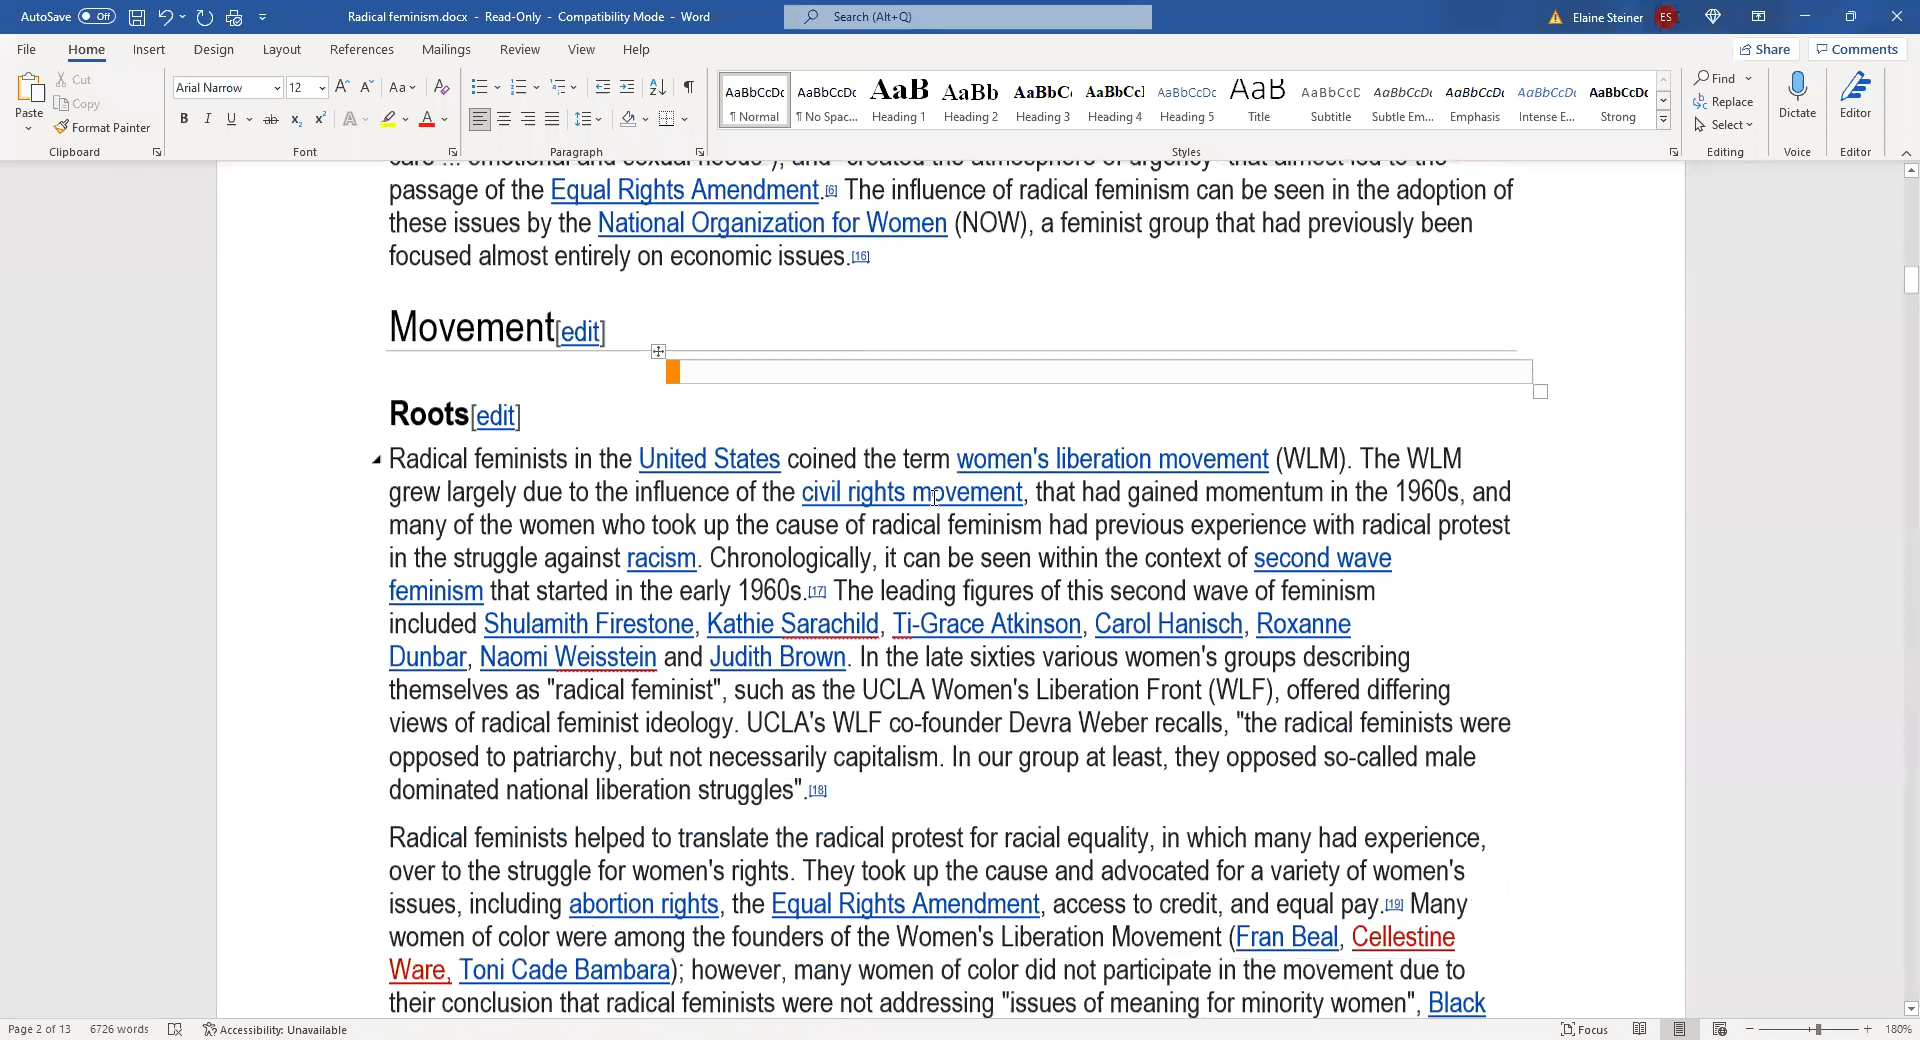 AutoSave Off Radical feminism.docx - Read-Only - Compatibility Mode - Word Search (Alt+Q) Elaine Steiner ES
File Home Insert Design Layout References Mailings Review View Help Share Comments
Paste Cut Copy Format Painter
Arial Narrow 12
AaBbCcDc AaBbCcDc AaB AaBb AaBbC AaBbCcl AaBbCcDc AaB AaBbCcD AaBbCcDc AaBbCcDc AaBbCcDc AaBbCcDc
¶ Normal ¶ No Spac... Heading 1 Heading 2 Heading 3 Heading 4 Heading 5 Title Subtitle Subtle Em... Emphasis Intense E... Strong
Find Replace Select Dictate Editor
Clipboard Font Paragraph Styles Editing Voice Editor
passage of the Equal Rights Amendment.[6] The influence of radical feminism can be seen in the adoption of
these issues by the National Organization for Women (NOW), a feminist group that had previously been
focused almost entirely on economic issues.[16]
Movement[edit]
Roots[edit]
Radical feminists in the United States coined the term women's liberation movement (WLM). The WLM
grew largely due to the influence of the civil rights movement, that had gained momentum in the 1960s, and
many of the women who took up the cause of radical feminism had previous experience with radical protest
in the struggle against racism. Chronologically, it can be seen within the context of second wave
feminism that started in the early 1960s.[17] The leading figures of this second wave of feminism
included Shulamith Firestone, Kathie Sarachild, Ti-Grace Atkinson, Carol Hanisch, Roxanne
Dunbar, Naomi Weisstein and Judith Brown. In the late sixties various women's groups describing
themselves as "radical feminist", such as the UCLA Women's Liberation Front (WLF), offered differing
views of radical feminist ideology. UCLA's WLF co-founder Devra Weber recalls, "the radical feminists were
opposed to patriarchy, but not necessarily capitalism. In our group at least, they opposed so-called male
dominated national liberation struggles".[18]
Radical feminists helped to translate the radical protest for racial equality, in which many had experience,
over to the struggle for women's rights. They took up the cause and advocated for a variety of women's
issues, including abortion rights, the Equal Rights Amendment, access to credit, and equal pay.[19] Many
women of color were among the founders of the Women's Liberation Movement (Fran Beal, Cellestine
Ware, Toni Cade Bambara); however, many women of color did not participate in the movement due to
their conclusion that radical feminists were not addressing "issues of meaning for minority women", Black
Page 2 of 13 6726 words Accessibility: Unavailable Focus 180%